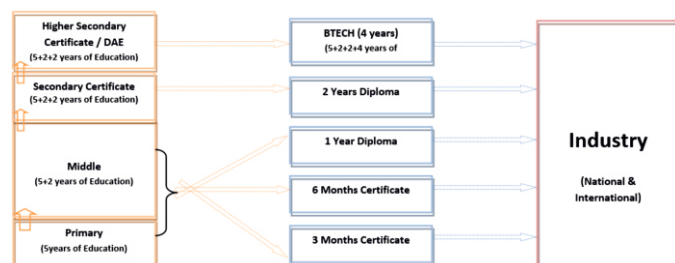 Higher Secondary
Certificate / DAE
(5+2+2 years of Education)
Secondary Certificate
(5+2+2 years of Education)
Middle
(5+2 years of Education)
Primary
(5years of Education)
BTECH (4 years)
(5+2+2+4 years of
2 Years Diploma
1 Year Diploma
6 Months Certificate
3 Months Certificate
Industry
(National &
International)